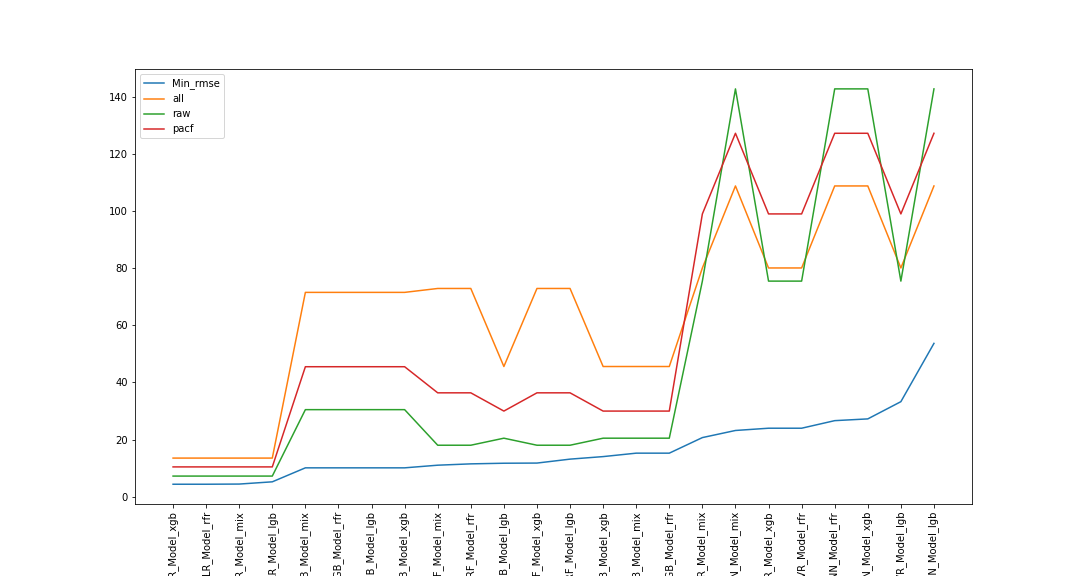 Min_rmse
all
raw
pacf
140
120
100
80
60
40
20
0
R_Model_xgb
LR_Model_rfr
R_Model_mix
R_Model_lgb
B_Model_mix
GB_Model_rfr
B_Model_lgb
B_Model_xgb
F_Model_mix
RF_Model_rfr
B_Model_lgb
F_Model_xgb
RF_Model_lgb
B_Model_xgb
B_Model_mix
GB_Model_rfr
R_Model_mix
N_Model_mix
R_Model_xgb
VR_Model_rfr
NN_Model_rfr
N_Model_xgb
VR_Model_lgb
N_Model_lgb